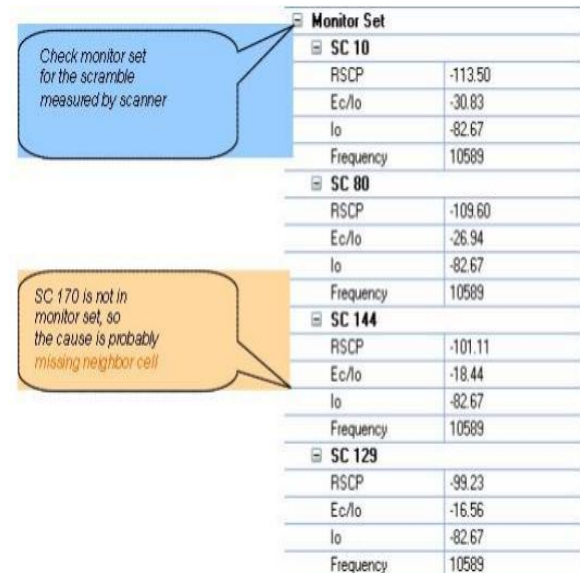 Check monitor set
for the scramble
measured by scanner
SC 170 is not in
monitor set, so
the cause is probably
missing neighbor cell
Monitor Set
SC 10
RSCP -113.50
Ec/Io -30.83
Io -82.67
Frequency 10589
SC 80
RSCP -109.60
Ec/Io -26.94
Io -82.67
Frequency 10589
SC 144
RSCP -101.11
Ec/Io -18.44
Io -82.67
Frequency 10589
SC 129
RSCP -99.23
Ec/Io -16.56
Io -82.67
Frequency 10589